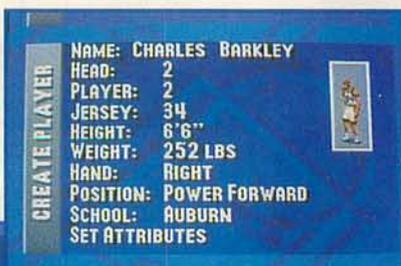 CREATE PLAYER
NAME: CHARLES BARKLEY
HEAD: 2
PLAYER: 2
JERSEY: 34
HEIGHT: 6'6"
WEIGHT: 252 LBS
HAND: RIGHT
POSITION: POWER FORWARD
SCHOOL: AUBURN
SET ATTRIBUTES